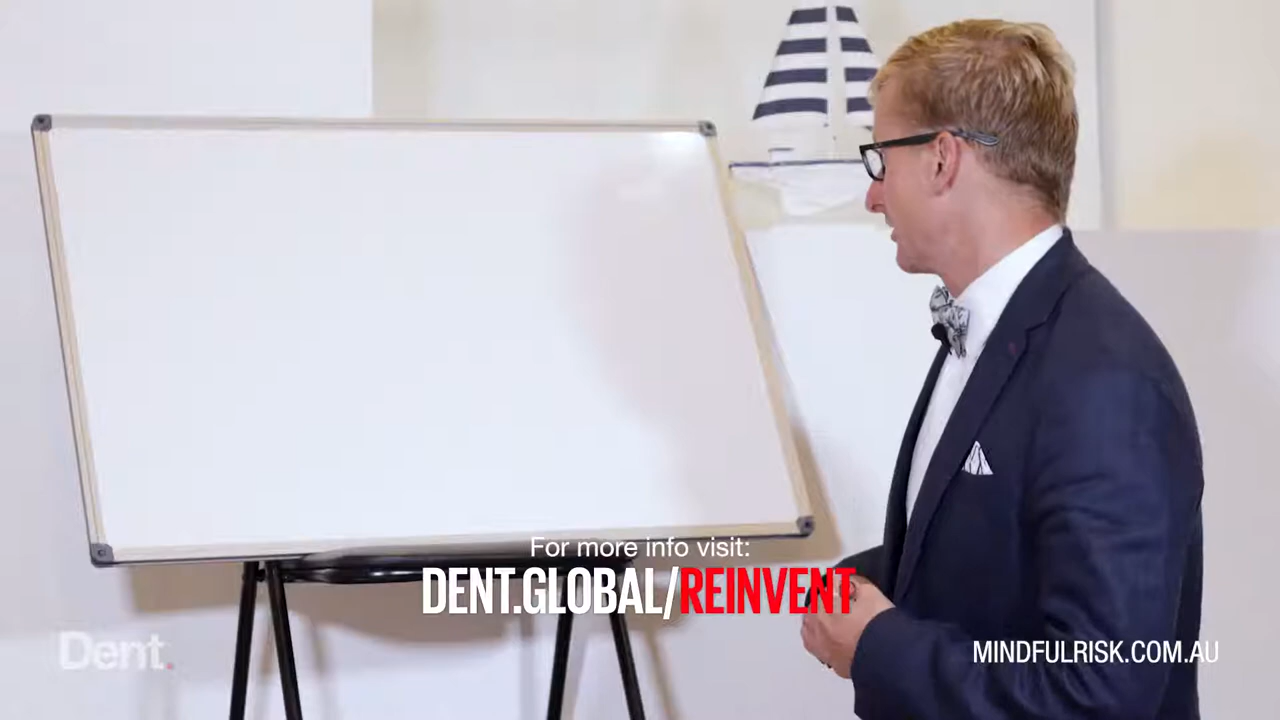 For more info visit:
DENT.GLOBAL/REINVENT
Dent.
MINDFULRISK.COM.AU